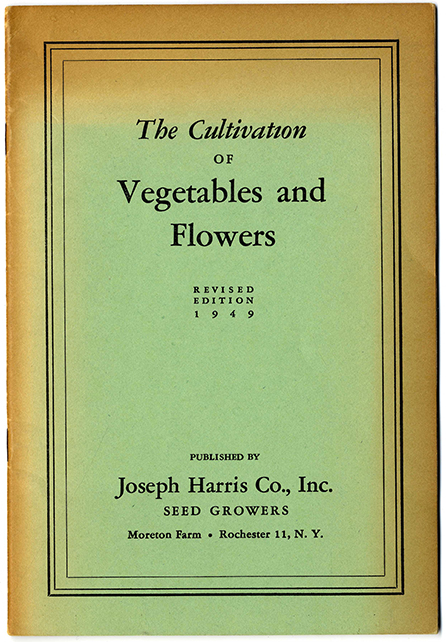 The Cultivation
OF
Vegetables and
Flowers
REVISED
EDITION
1949
PUBLISHED BY
Joseph Harris Co., Inc.
SEED GROWERS
Moreton Farm • Rochester 11, N. Y.